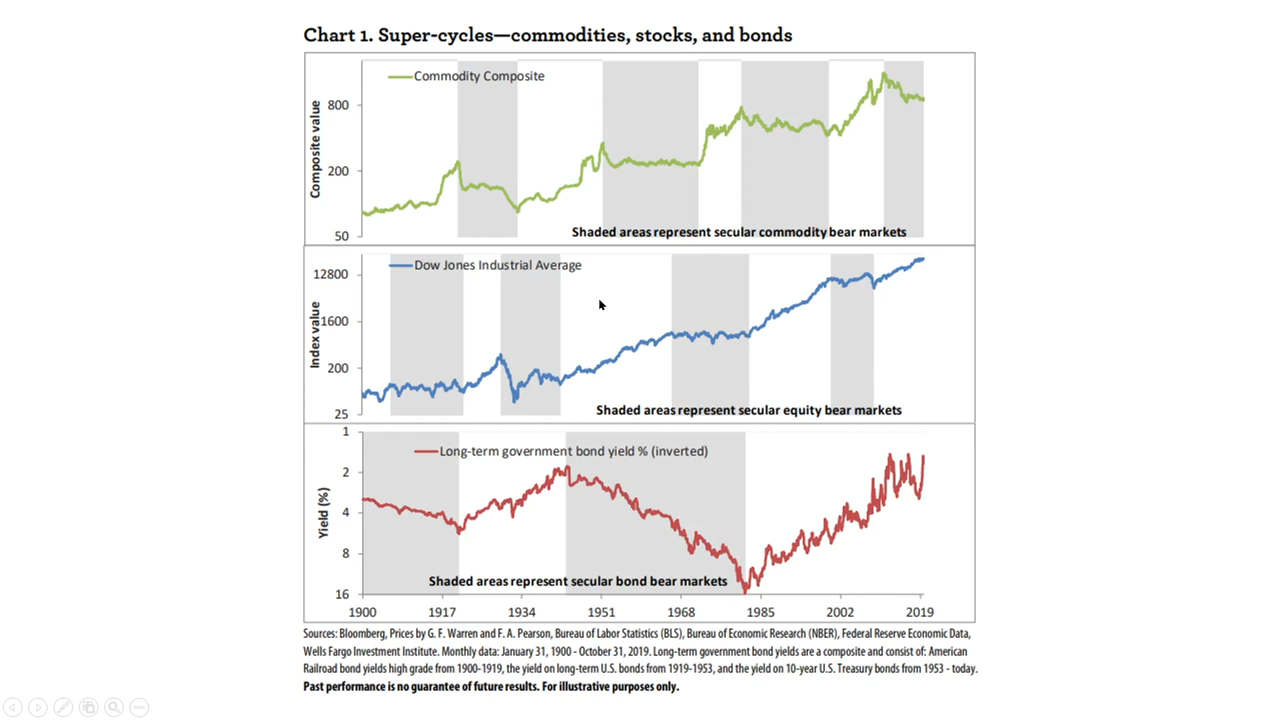 Chart 1. Super-cycles—commodities, stocks, and bonds
Commodity Composite
Composite value
800
200
50
Shaded areas represent secular commodity bear markets
Dow Jones Industrial Average
Index value
12800
1600
200
25
Shaded areas represent secular equity bear markets
Long-term government bond yield % (inverted)
Yield (%)
1
2
4
8
16
Shaded areas represent secular bond bear markets
1900 1917 1934 1951 1968 1985 2002 2019
Sources: Bloomberg, Prices by G. F. Warren and F. A. Pearson, Bureau of Labor Statistics (BLS), Bureau of Economic Research (NBER), Federal Reserve Economic Data,
Wells Fargo Investment Institute. Monthly data: January 31, 1900 - October 31, 2019. Long-term government bond yields are a composite and consist of: American
Railroad bond yields high grade from 1900-1919, the yield on long-term U.S. bonds from 1919-1953, and the yield on 10-year U.S. Treasury bonds from 1953 - today.
Past performance is no guarantee of future results. For illustrative purposes only.